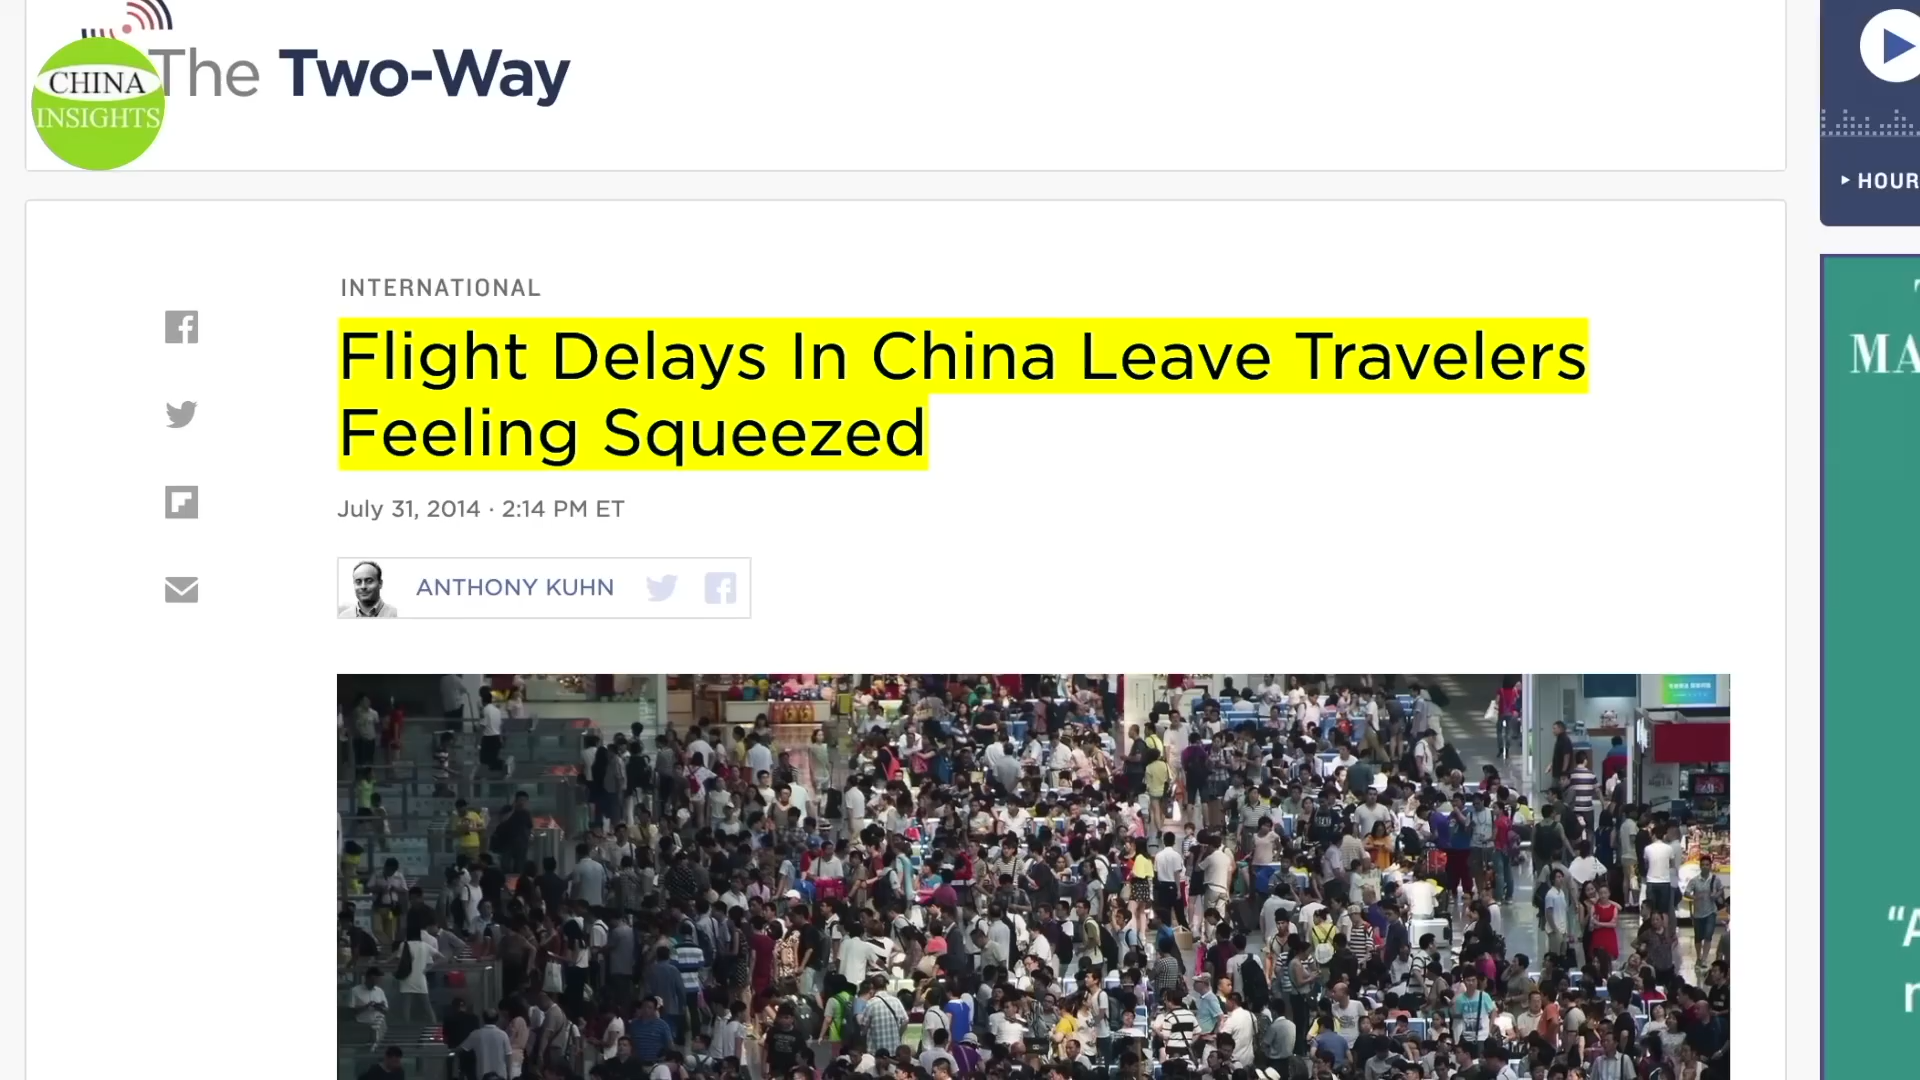 CHINA
INSIGHTS
The Two-Way
HOUR
INTERNATIONAL
Flight Delays In China Leave Travelers
Feeling Squeezed
July 31, 2014 · 2:14 PM ET
ANTHONY KUHN
MA
“A